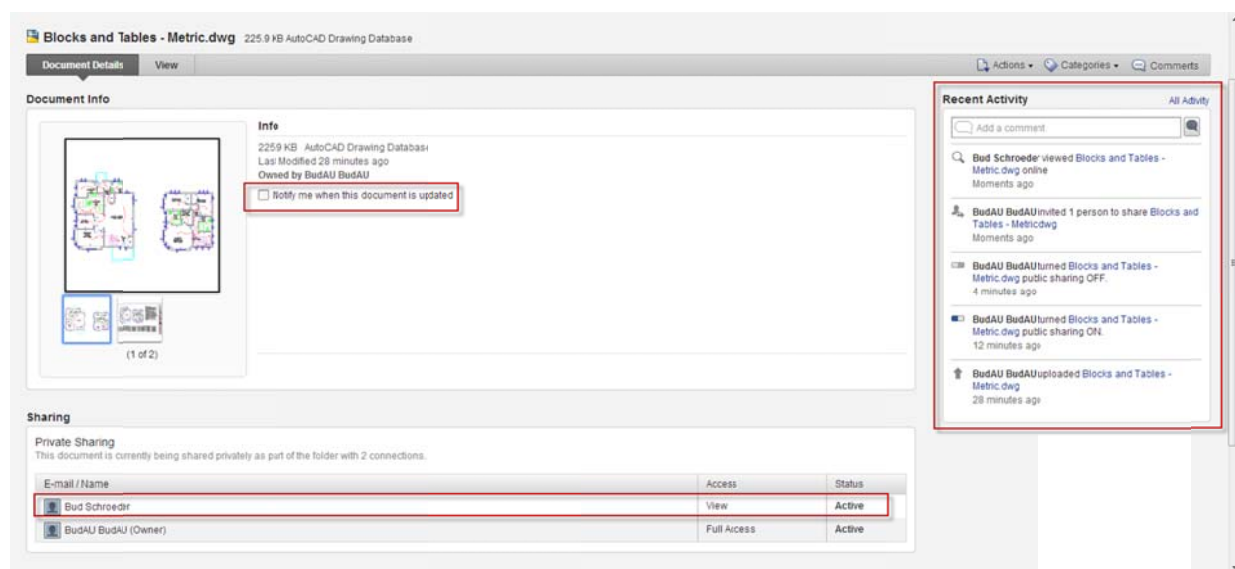 Blocks and Tables - Metric.dwg 225.9 KB AutoCAD Drawing Database
Document Details View Actions Categories Comments
Document Info
Info
2259 KB AutoCAD Drawing Database
Last Modified 28 minutes ago
Owned by BudAU BudAU
Notify me when this document is updated
(1 of 2)
Sharing
Private Sharing
This document is currently being shared privately as part of the folder with 2 connections.
E-mail / Name Access Status
Bud Schroeder View Active
BudAU BudAU (Owner) Full Access Active
Recent Activity All Activity
Add a comment
Bud Schroeder viewed Blocks and Tables -
Metric.dwg online
Moments ago
BudAU BudAU invited 1 person to share Blocks and
Tables - Metric.dwg
Moments ago
BudAU BudAU turned Blocks and Tables -
Metric.dwg public sharing OFF.
4 minutes ago
BudAU BudAU turned Blocks and Tables -
Metric.dwg public sharing ON.
12 minutes ago
BudAU BudAU uploaded Blocks and Tables -
Metric.dwg
28 minutes ago